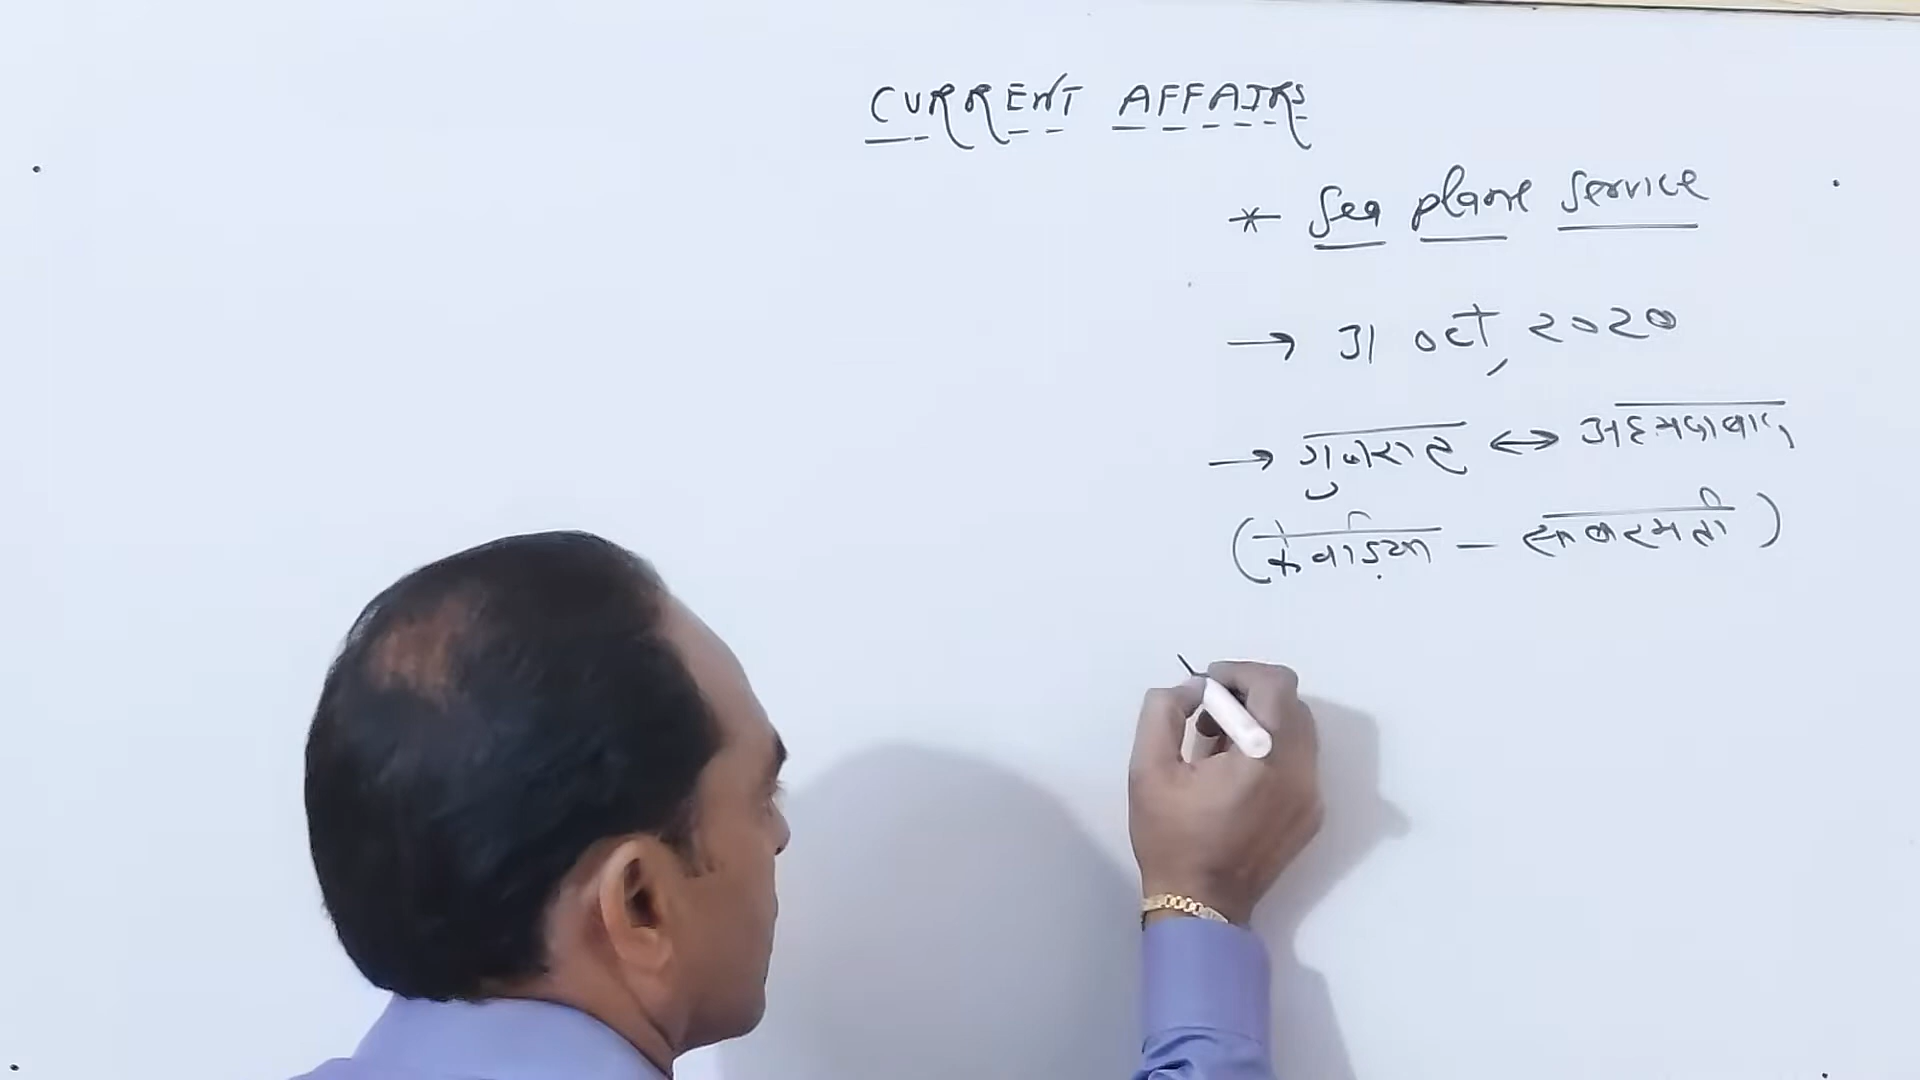 CURRENT AFFAIRS
* Sea plane service
→ 31 oct, 2020
→ गुजरात ↔ अहमदाबाद
(केवड़िया - साबरमती)